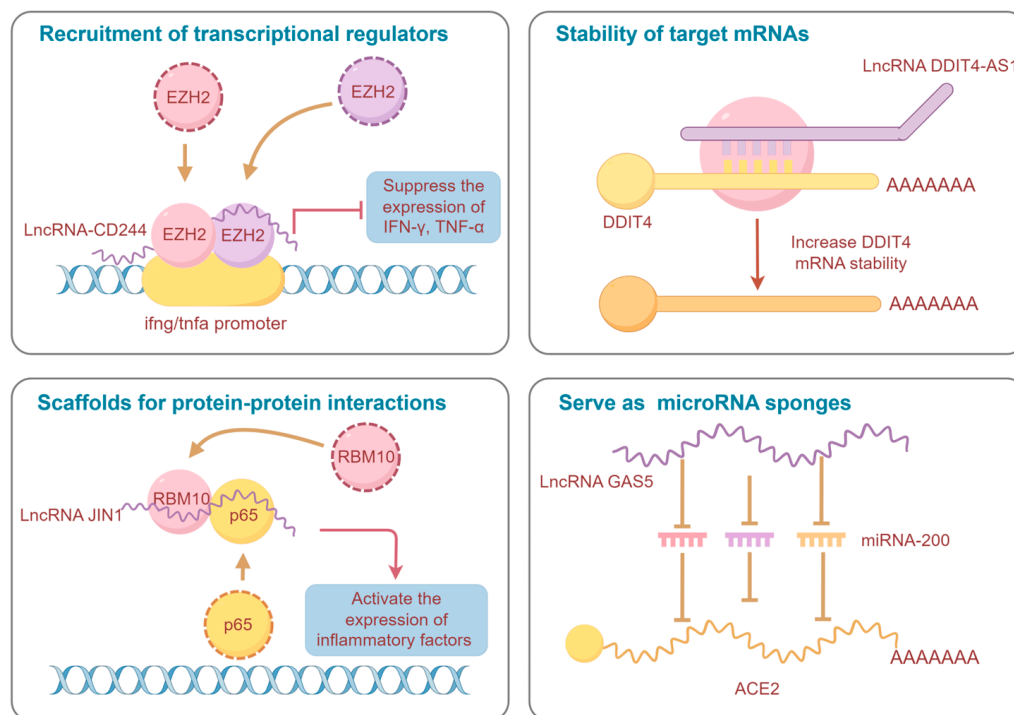 Recruitment of transcriptional regulators
EZH2
EZH2
LncRNA-CD244
EZH2
EZH2
Suppress the
expression of
IFN-γ, TNF-α
ifng/tnfa promoter
Stability of target mRNAs
LncRNA DDIT4-AS1
AAAAAAA
DDIT4
Increase DDIT4
mRNA stability
AAAAAAA
Scaffolds for protein-protein interactions
RBM10
RBM10
LncRNA JIN1
p65
p65
Activate the
expression of
inflammatory factors
Serve as microRNA sponges
LncRNA GAS5
miRNA-200
AAAAAAA
ACE2